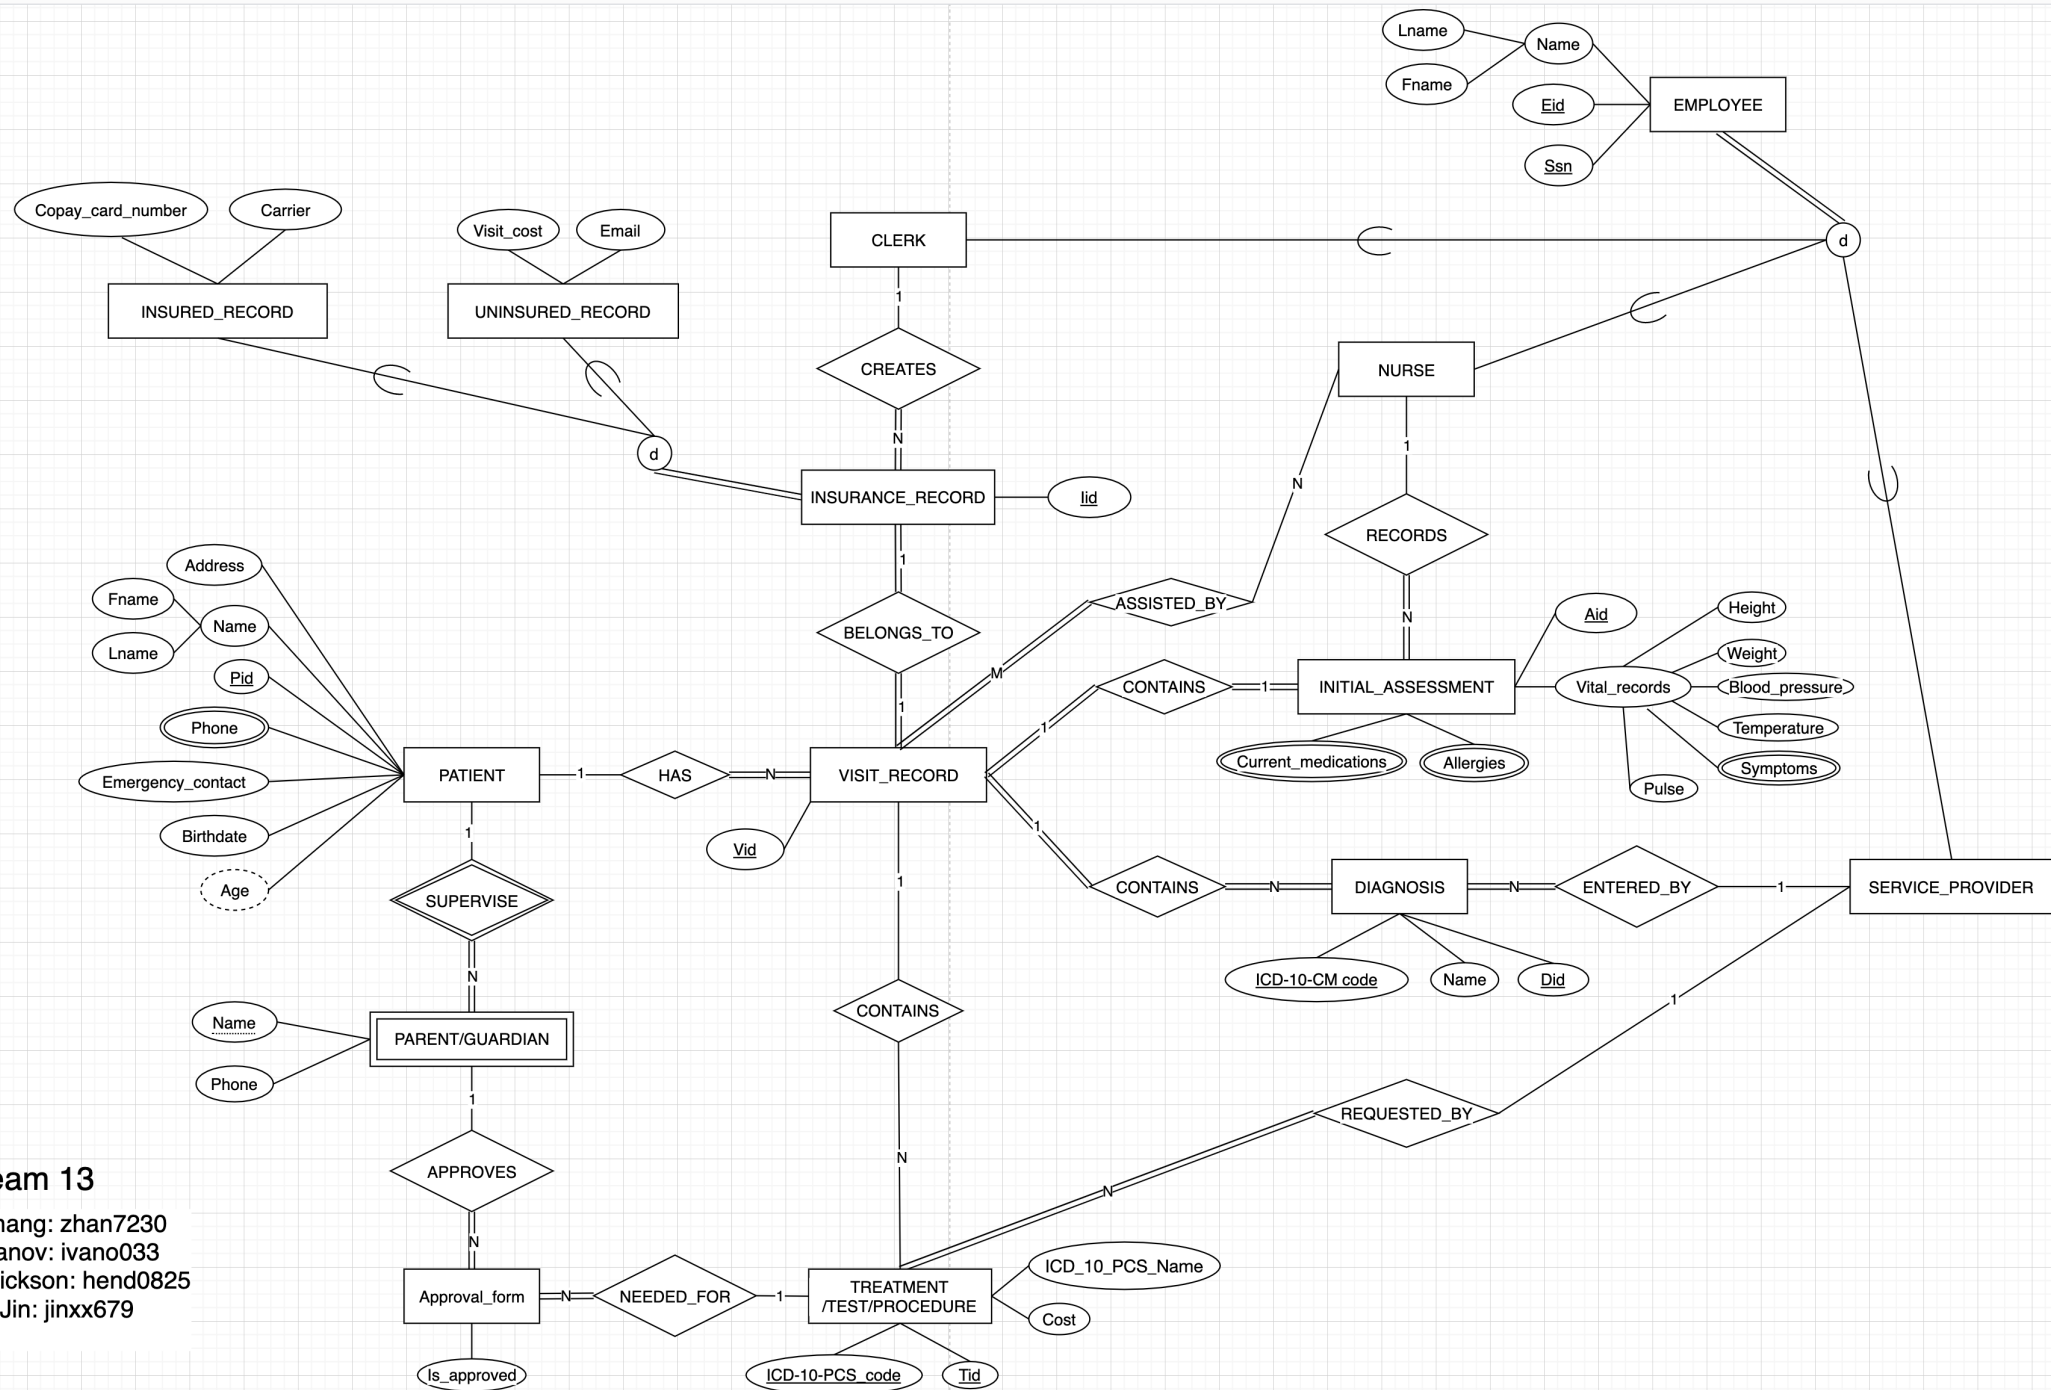 Lname
Name
Fname
Eid
EMPLOYEE
Ssn
Copay_card_number
Carrier
Visit_cost
Email
CLERK
d
INSURED_RECORD
UNINSURED_RECORD
1
CREATES
NURSE
N
d
1
INSURANCE_RECORD
Iid
N
RECORDS
1
Address
Fname
Name
Lname
ASSISTED_BY
N
Aid
Height
BELONGS_TO
Weight
Pid
M
CONTAINS
1
INITIAL_ASSESSMENT
Vital_records
Blood_pressure
1
Phone
1
Temperature
Emergency_contact
PATIENT
1
HAS
N
VISIT_RECORD
Current_medications
Allergies
Symptoms
Pulse
Birthdate
1
Vid
1
Age
SUPERVISE
1
CONTAINS
N
DIAGNOSIS
N
ENTERED_BY
1
SERVICE_PROVIDER
N
ICD-10-CM code
Name
Did
Name
PARENT/GUARDIAN
CONTAINS
1
Phone
1
REQUESTED_BY
APPROVES
N
N
eam 13
nang: zhan7230
anov: ivano033
ickson: hend0825
Jin: jinxx679
N
Approval_form
N
NEEDED_FOR
1
TREATMENT
/TEST/PROCEDURE
ICD_10_PCS_Name
Cost
Is_approved
ICD-10-PCS_code
Tid